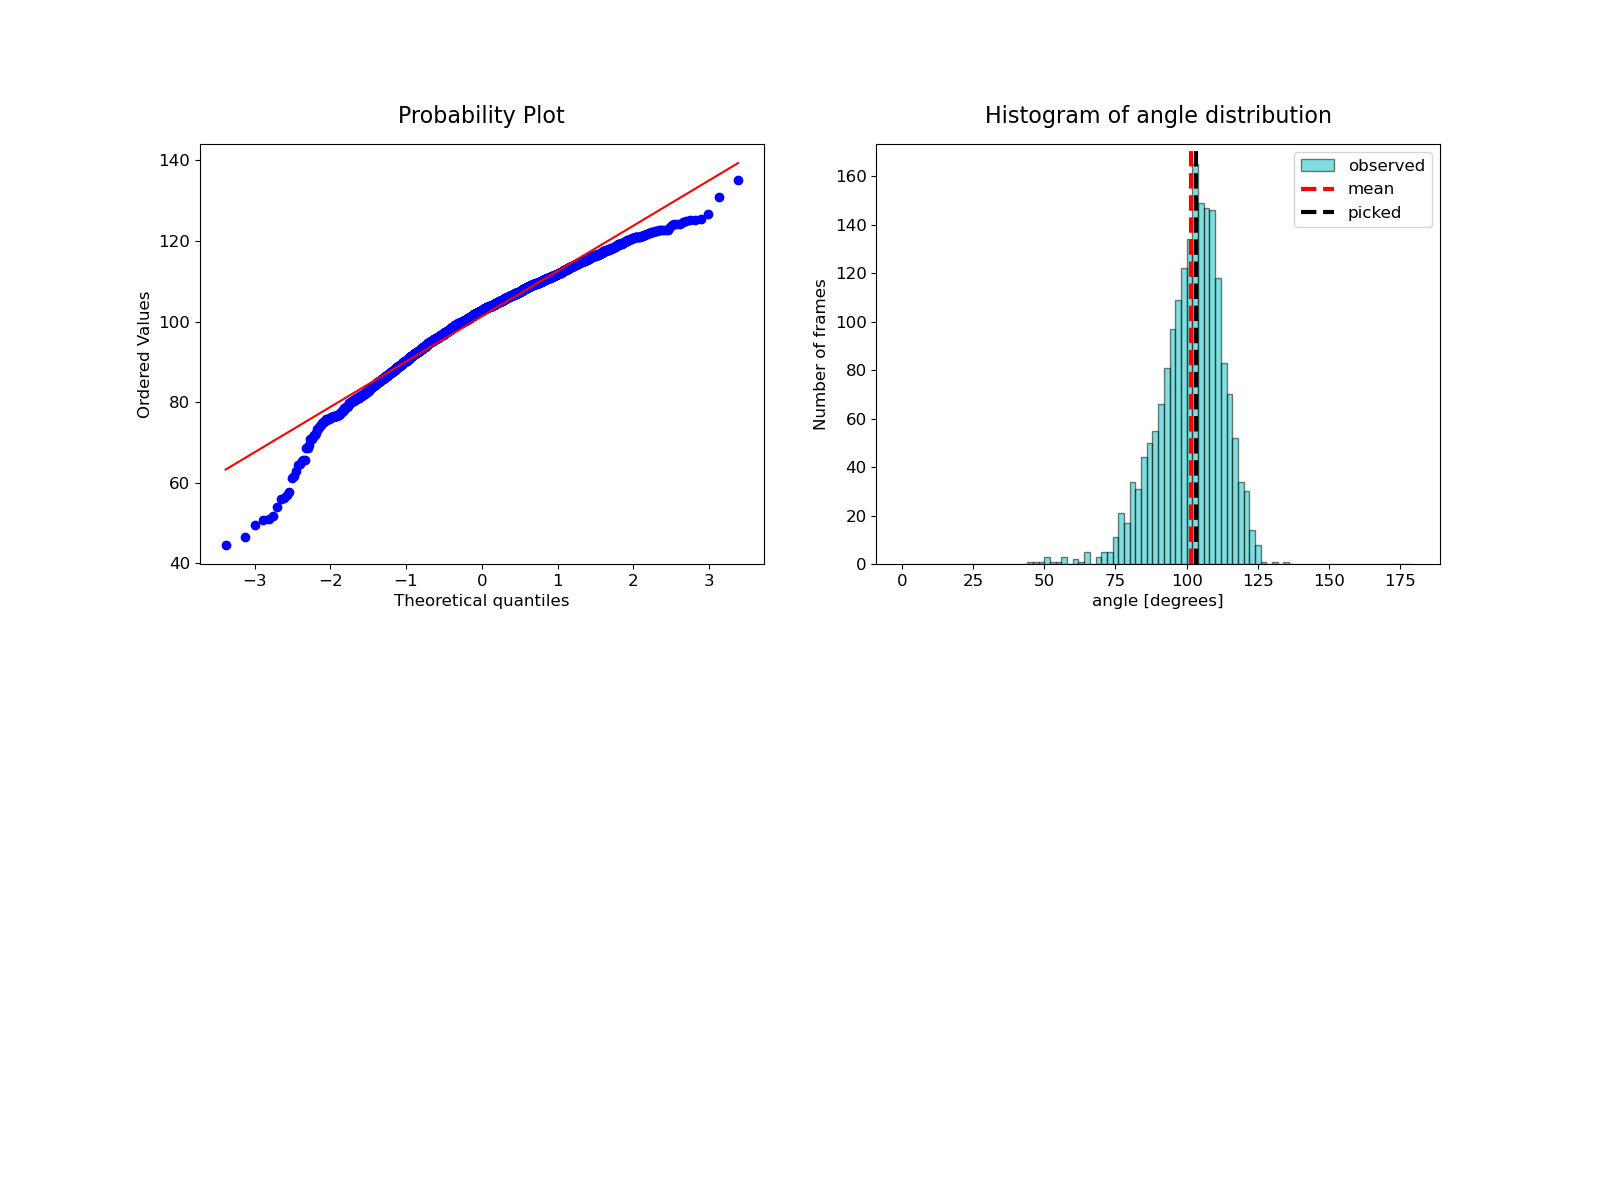 Probability Plot
140
120
100
80
60
40
Ordered Values
−3 −2 −1 0 1 2 3
Theoretical quantiles
Histogram of angle distribution
160
140
120
100
80
60
40
20
0
Number of frames
0 25 50 75 100 125 150 175
angle [degrees]
observed
mean
picked